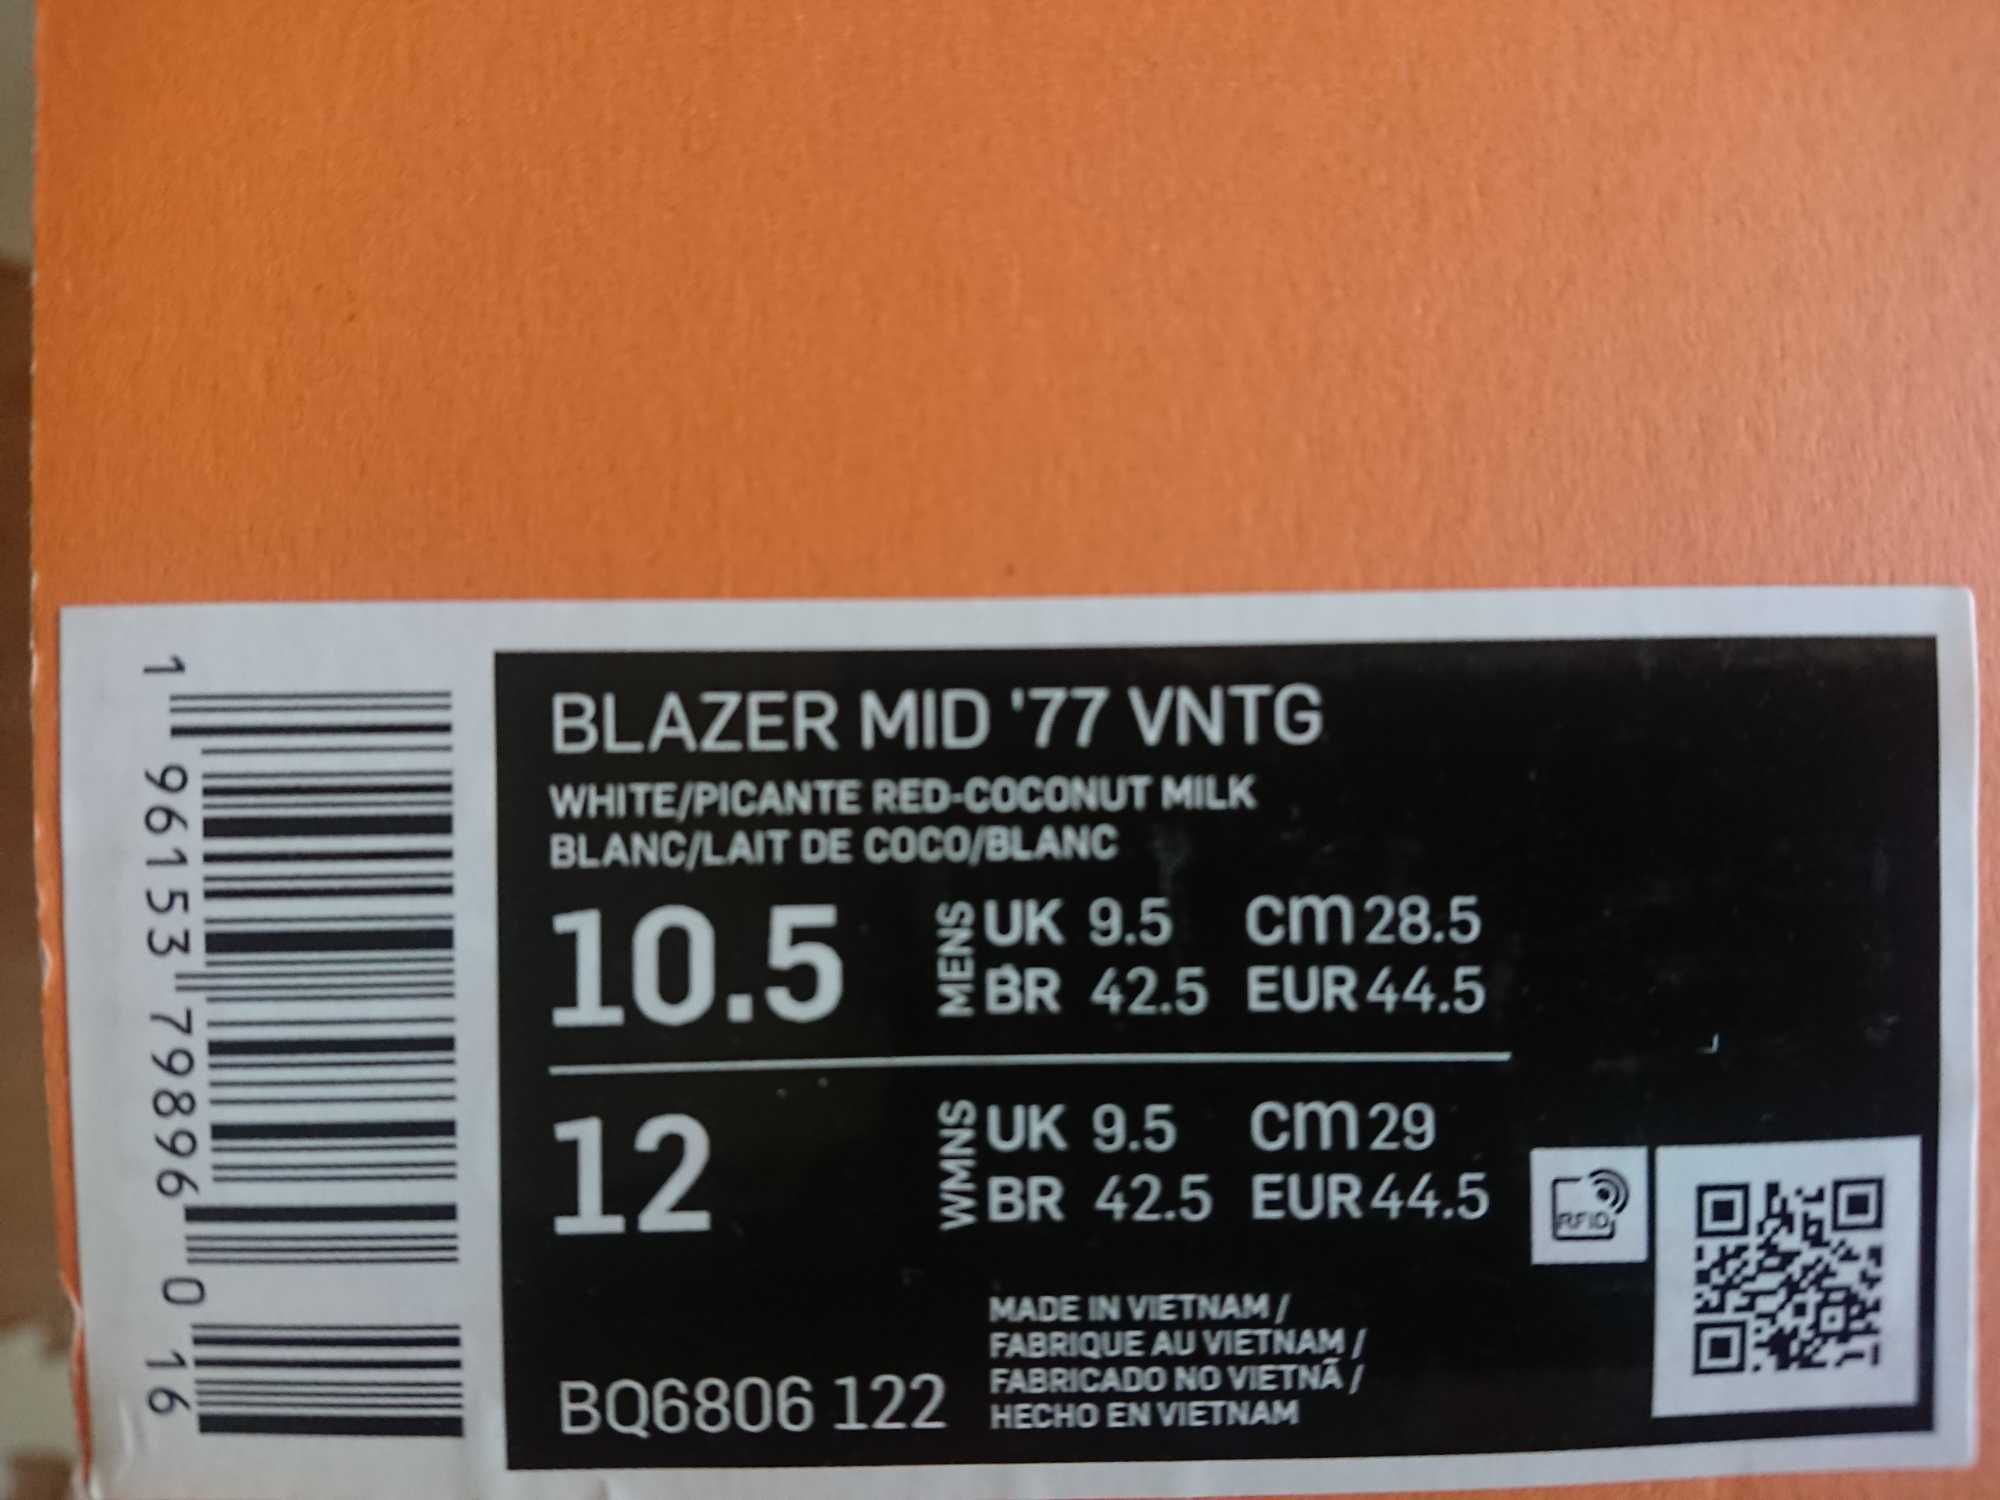 BLAZER MID '77 VNTG
WHITE/PICANTE RED-COCONUT MILK
BLANC/LAIT DE COCO/BLANC
10.5 MENS UK 9.5 cm 28.5
BR 42.5 EUR 44.5
12 WMNS UK 9.5 cm 29
BR 42.5 EUR 44.5
RFID
MADE IN VIETNAM /
FABRIQUE AU VIETNAM /
FABRICADO NO VIETNÃ /
HECHO EN VIETNAM
BQ6806 122
1 96153 79896 0 16